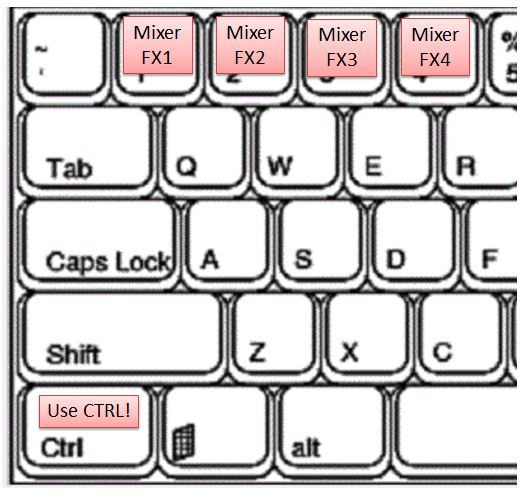 ~ Mixer FX1 Mixer FX2 Mixer FX3 Mixer FX4 %
5
Tab Q W E R
Caps Lock A S D F
Shift Z X C
Use CTRL!
Ctrl alt